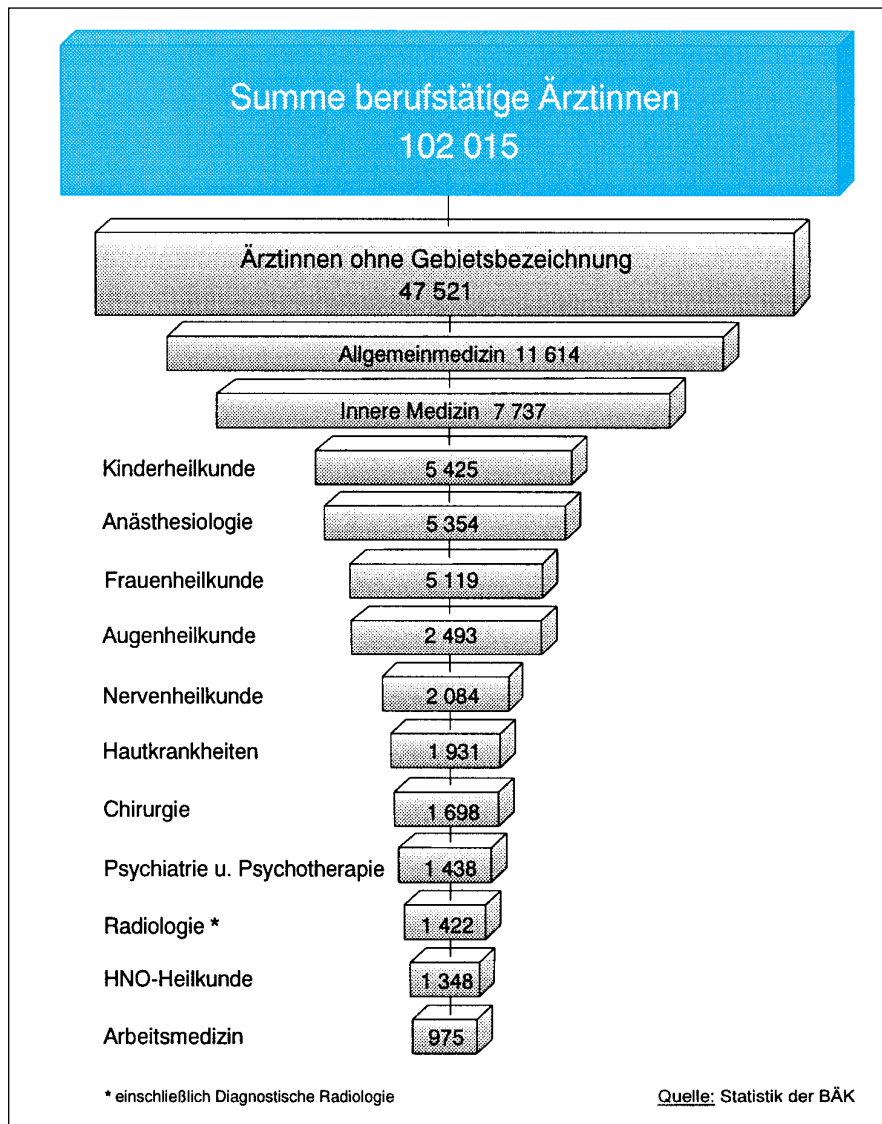 Summe berufstätige Ärztinnen
102 015
Ärztinnen ohne Gebietsbezeichnung
47 521
Allgemeinmedizin 11 614
Innere Medizin 7 737
Kinderheilkunde 5 425
Anästhesiologie 5 354
Frauenheilkunde 5 119
Augenheilkunde 2 493
Nervenheilkunde 2 084
Hautkrankheiten 1 931
Chirurgie 1 698
Psychiatrie u. Psychotherapie 1 438
Radiologie * 1 422
HNO-Heilkunde 1 348
Arbeitsmedizin 975
* einschließlich Diagnostische Radiologie Quelle: Statistik der BÄK